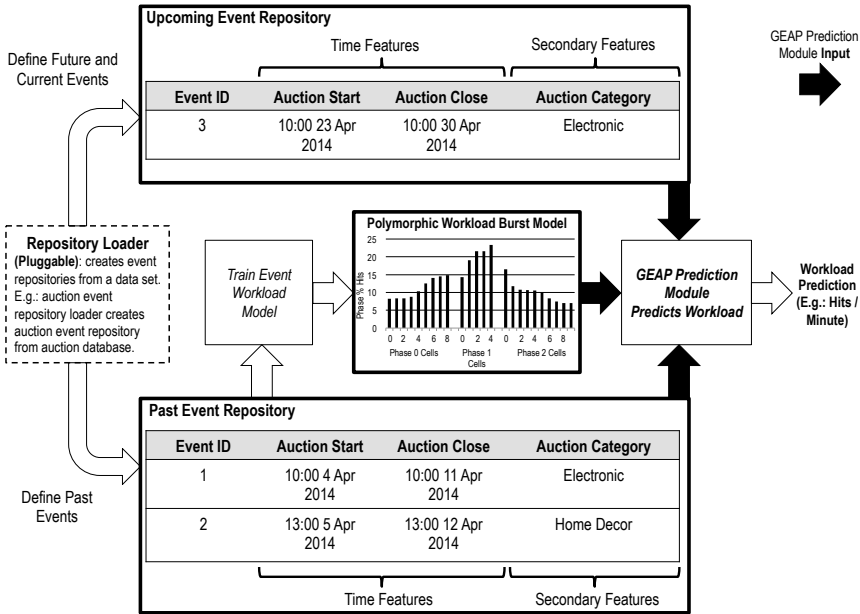 Upcoming Event Repository
Time Features
Secondary Features
Event ID Auction Start Auction Close Auction Category
3 10:00 23 Apr 10:00 30 Apr Electronic
2014 2014
GEAP Prediction
Module Input
Define Future and
Current Events
Repository Loader
(Pluggable): creates event
repositories from a data set.
E.g.: auction event
repository loader creates
auction event repository
from auction database.
Train Event
Workload
Model
Polymorphic Workload Burst Model
Phase % Hits
25
20
15
10
5
0
0 2 4 6 8 0 2 4 0 2 4 6 8
Phase 0 Cells Phase 1 Phase 2 Cells
Cells
GEAP Prediction
Module
Predicts Workload
Workload
Prediction
(E.g.: Hits /
Minute)
Define Past
Events
Past Event Repository
Event ID Auction Start Auction Close Auction Category
1 10:00 4 Apr 10:00 11 Apr Electronic
2014 2014
2 13:00 5 Apr 13:00 12 Apr Home Decor
2014 2014
Time Features
Secondary Features